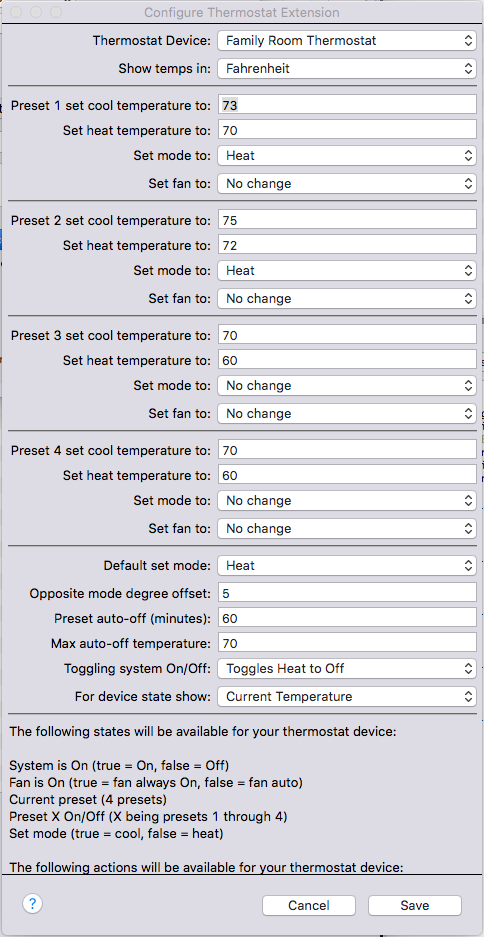 Configure Thermostat Extension
Thermostat Device: Family Room Thermostat
Show temps in: Fahrenheit
Preset 1 set cool temperature to: 73
Set heat temperature to: 70
Set mode to: Heat
Set fan to: No change
Preset 2 set cool temperature to: 75
Set heat temperature to: 72
Set mode to: Heat
Set fan to: No change
Preset 3 set cool temperature to: 70
Set heat temperature to: 60
Set mode to: No change
Set fan to: No change
Preset 4 set cool temperature to: 70
Set heat temperature to: 60
Set mode to: No change
Set fan to: No change
Default set mode: Heat
Opposite mode degree offset: 5
Preset auto-off (minutes): 60
Max auto-off temperature: 70
Toggling system On/Off: Toggles Heat to Off
For device state show: Current Temperature
The following states will be available for your thermostat device:
System is On (true = On, false = Off)
Fan is On (true = fan always On, false = fan auto)
Current preset (4 presets)
Preset X On/Off (X being presets 1 through 4)
Set mode (true = cool, false = heat)
The following actions will be available for your thermostat device:
? Cancel Save